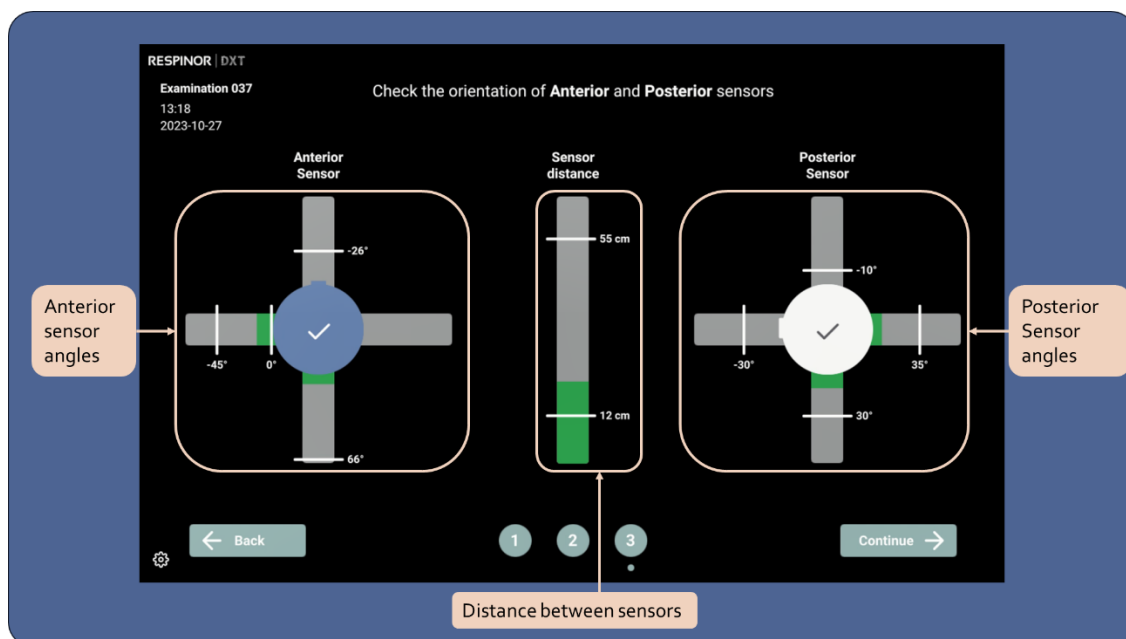 RESPINOR | DXT
Examination 037
13:18
2023-10-27
Check the orientation of Anterior and Posterior sensors
Anterior
Sensor
Sensor
distance
Posterior
Sensor
-26°
-45°
0°
66°
55 cm
12 cm
-10°
-30°
35°
30°
Anterior
sensor
angles
Posterior
Sensor
angles
Back
1
2
3
Continue
Distance between sensors